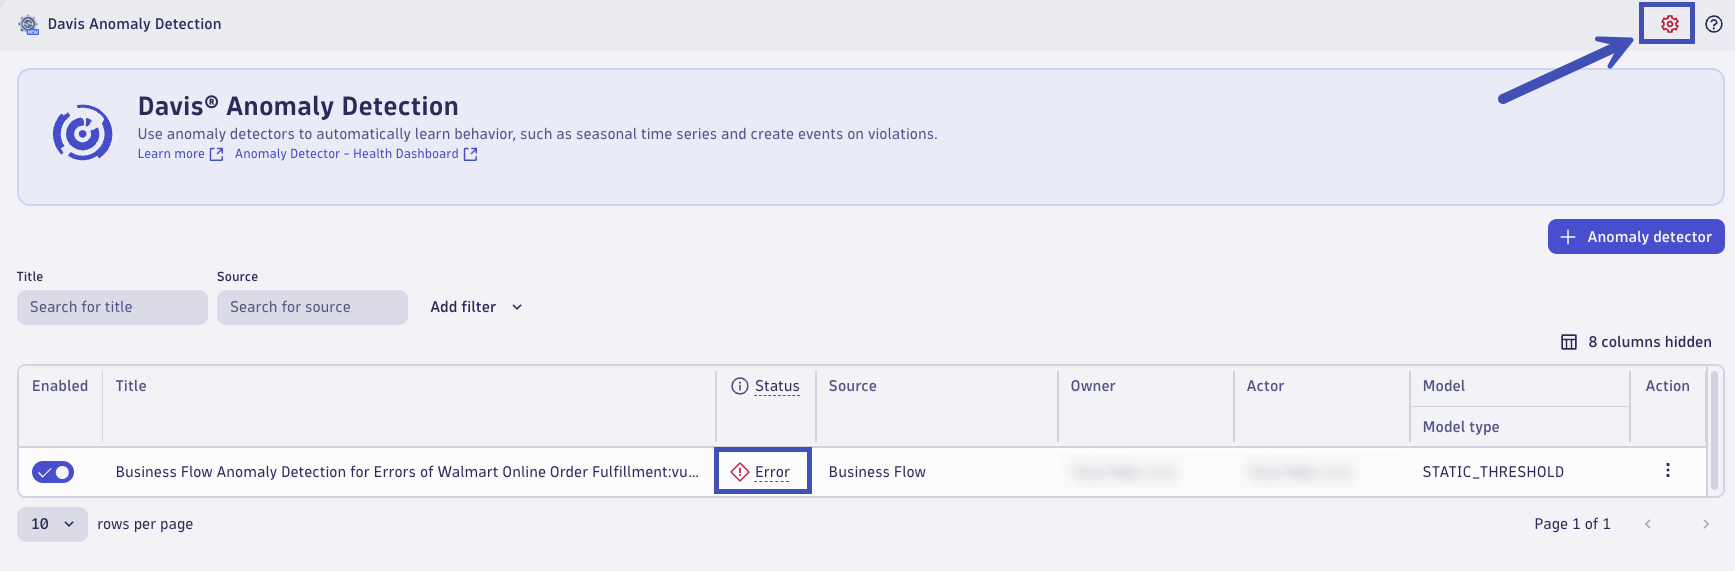 Davis Anomaly Detection
NEW
Davis® Anomaly Detection
Use anomaly detectors to automatically learn behavior, such as seasonal time series and create events on violations.
Learn more Anomaly Detector - Health Dashboard
Anomaly detector
Title Source
Search for title Search for source Add filter
8 columns hidden
Enabled Title Status Source Owner Actor Model Action
Model type
Business Flow Anomaly Detection for Errors of Walmart Online Order Fulfillment:vu... Error Business Flow STATIC_THRESHOLD
10 rows per page Page 1 of 1